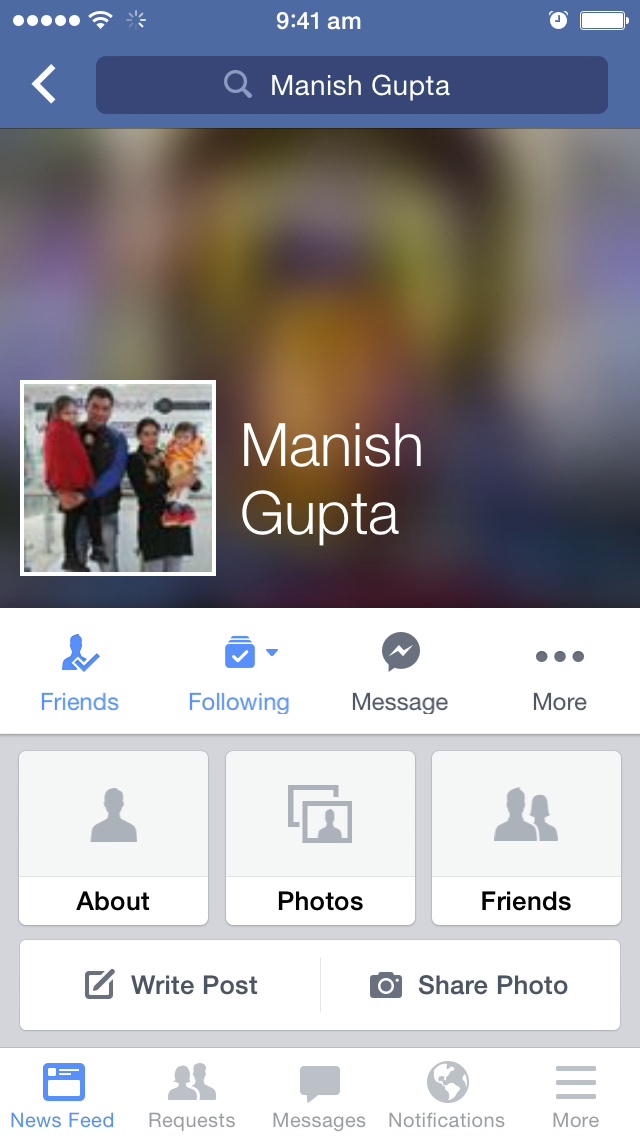 9:41 am
Manish Gupta
Manish
Gupta
Friends
Following
Message
More
About
Photos
Friends
Write Post
Share Photo
News Feed
Requests
Messages
Notifications
More